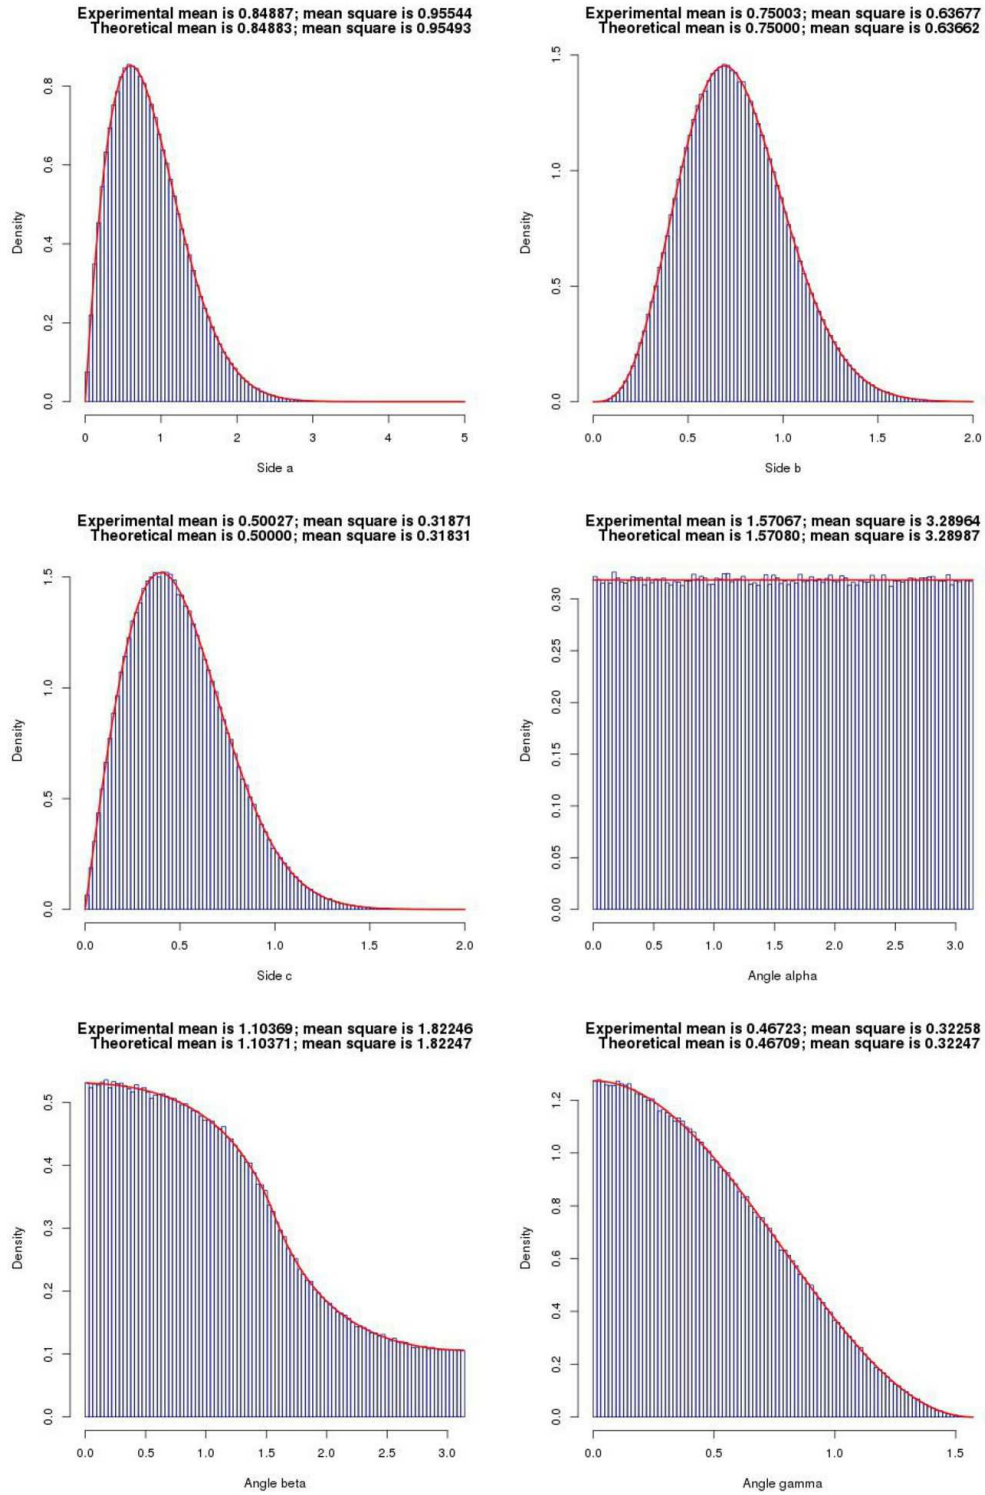 Experimental mean is 0.84887; mean square is 0.95544
Theoretical mean is 0.84883; mean square is 0.95493
Density
0.0 0.2 0.4 0.6 0.8
0 1 2 3 4 5
Side a
Experimental mean is 0.75003; mean square is 0.63677
Theoretical mean is 0.75000; mean square is 0.63662
Density
0.0 0.5 1.0 1.5
0.0 0.5 1.0 1.5 2.0
Side b
Experimental mean is 0.50027; mean square is 0.31871
Theoretical mean is 0.50000; mean square is 0.31831
Density
0.0 0.5 1.0 1.5
0.0 0.5 1.0 1.5 2.0
Side c
Experimental mean is 1.57067; mean square is 3.28964
Theoretical mean is 1.57080; mean square is 3.28987
Density
0.00 0.05 0.10 0.15 0.20 0.25 0.30
0.0 0.5 1.0 1.5 2.0 2.5 3.0
Angle alpha
Experimental mean is 1.10369; mean square is 1.82246
Theoretical mean is 1.10371; mean square is 1.82247
Density
0.0 0.1 0.2 0.3 0.4 0.5
0.0 0.5 1.0 1.5 2.0 2.5 3.0
Angle beta
Experimental mean is 0.46723; mean square is 0.32258
Theoretical mean is 0.46709; mean square is 0.32247
Density
0.0 0.2 0.4 0.6 0.8 1.0 1.2
0.0 0.5 1.0 1.5
Angle gamma